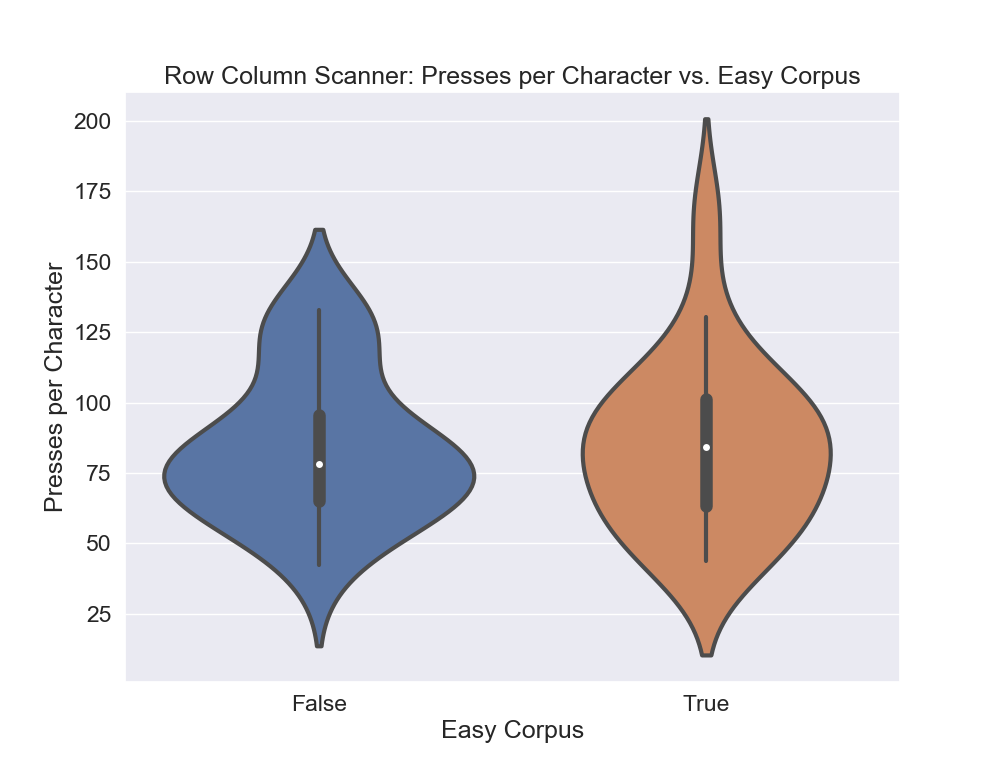 Row Column Scanner: Presses per Character vs. Easy Corpus
200
175
150
125
100
75
50
25
Presses per Character
False
True
Easy Corpus